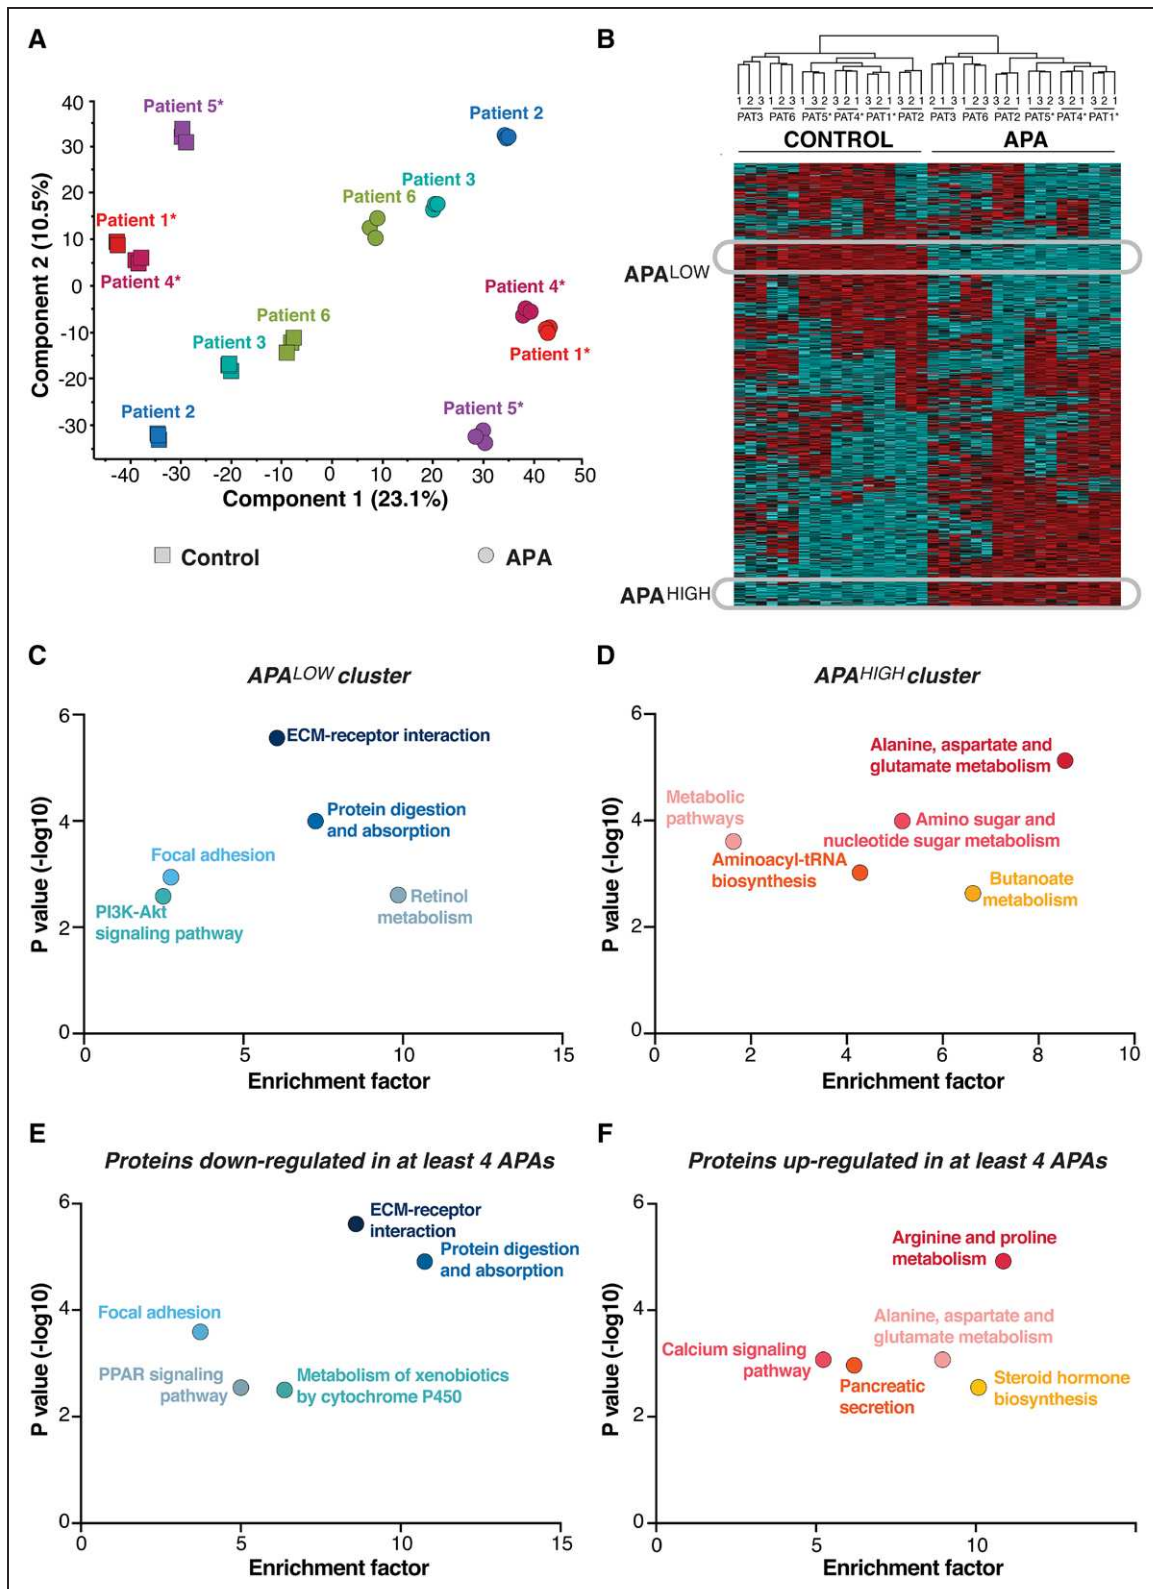 A
Patient 5*
Patient 2
Patient 3
Patient 6
Patient 1*
Patient 4*
Patient 4*
Patient 6
Patient 3
Patient 1*
Patient 2
Patient 5*
40
30
20
10
0
-10
-20
-30
-40
-30
-20
-10
0
10
20
30
40
50
Component 2 (10.5%)
Component 1 (23.1%)
Control
APA
B
1 2 3 1 2 3 1 3 2 3 2 1 3 2 1 3 2 1 2 1 3 1 2 3 3 2 1 1 3 2 3 2 1 3 2 1
PAT3 PAT6 PAT5* PAT4* PAT1* PAT2 PAT3 PAT6 PAT2 PAT5* PAT4* PAT1*
CONTROL APA
APALOW
APAHIGH
C
APALOW cluster
6
4
2
0
P value (-log10)
ECM-receptor interaction
Protein digestion
and absorption
Focal adhesion
PI3K-Akt
signaling pathway
Retinol
metabolism
0 5 10 15
Enrichment factor
D
APAHIGH cluster
6
4
2
0
P value (-log10)
Alanine, aspartate and
glutamate metabolism
Metabolic
pathways
Amino sugar and
nucleotide sugar metabolism
Aminoacyl-tRNA
biosynthesis
Butanoate
metabolism
0 2 4 6 8 10
Enrichment factor
E
Proteins down-regulated in at least 4 APAs
6
4
2
0
P value (-log10)
ECM-receptor
interaction
Protein digestion
and absorption
Focal adhesion
PPAR signaling
pathway
Metabolism of xenobiotics
by cytochrome P450
0 5 10 15
Enrichment factor
F
Proteins up-regulated in at least 4 APAs
6
4
2
0
P value (-log10)
Arginine and proline
metabolism
Alanine, aspartate and
glutamate metabolism
Calcium signaling
pathway
Pancreatic
secretion
Steroid hormone
biosynthesis
0 5 10
Enrichment factor